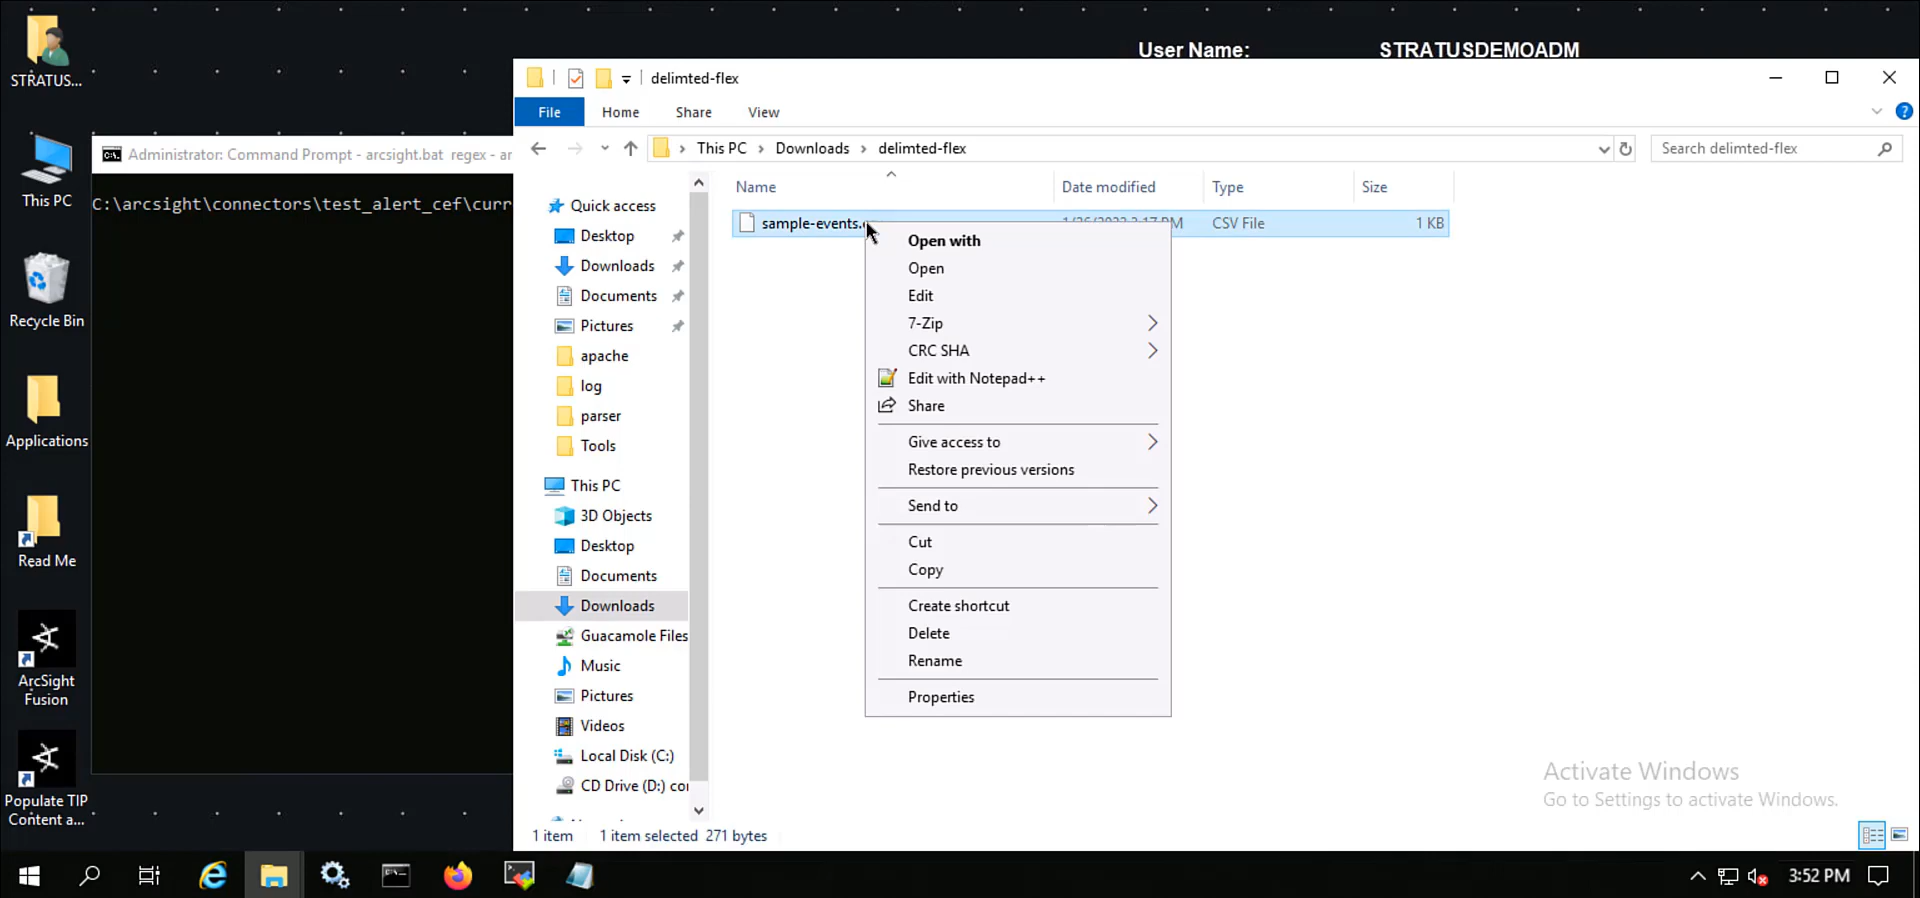 User Name: STRATUSDEMOADM
STRATUS...
This PC
Recycle Bin
Applications
Read Me
ArcSight
Fusion
Populate TIP
Content a...
Administrator: Command Prompt - arcsight.bat regex - ar
C:\arcsight\connectors\test_alert_cef\curr
delimted-flex
File Home Share View
This PC Downloads delimted-flex
Search delimted-flex
Name Date modified Type Size
sample-events. CSV File 1 KB
Quick access
Desktop
Downloads
Documents
Pictures
apache
log
parser
Tools
This PC
3D Objects
Desktop
Documents
Downloads
Guacamole Files
Music
Pictures
Videos
Local Disk (C:)
CD Drive (D:) co
Open with
Open
Edit
7-Zip
CRC SHA
Edit with Notepad++
Share
Give access to
Restore previous versions
Send to
Cut
Copy
Create shortcut
Delete
Rename
Properties
Activate Windows
Go to Settings to activate Windows.
1 item 1 item selected 271 bytes
3:52 PM